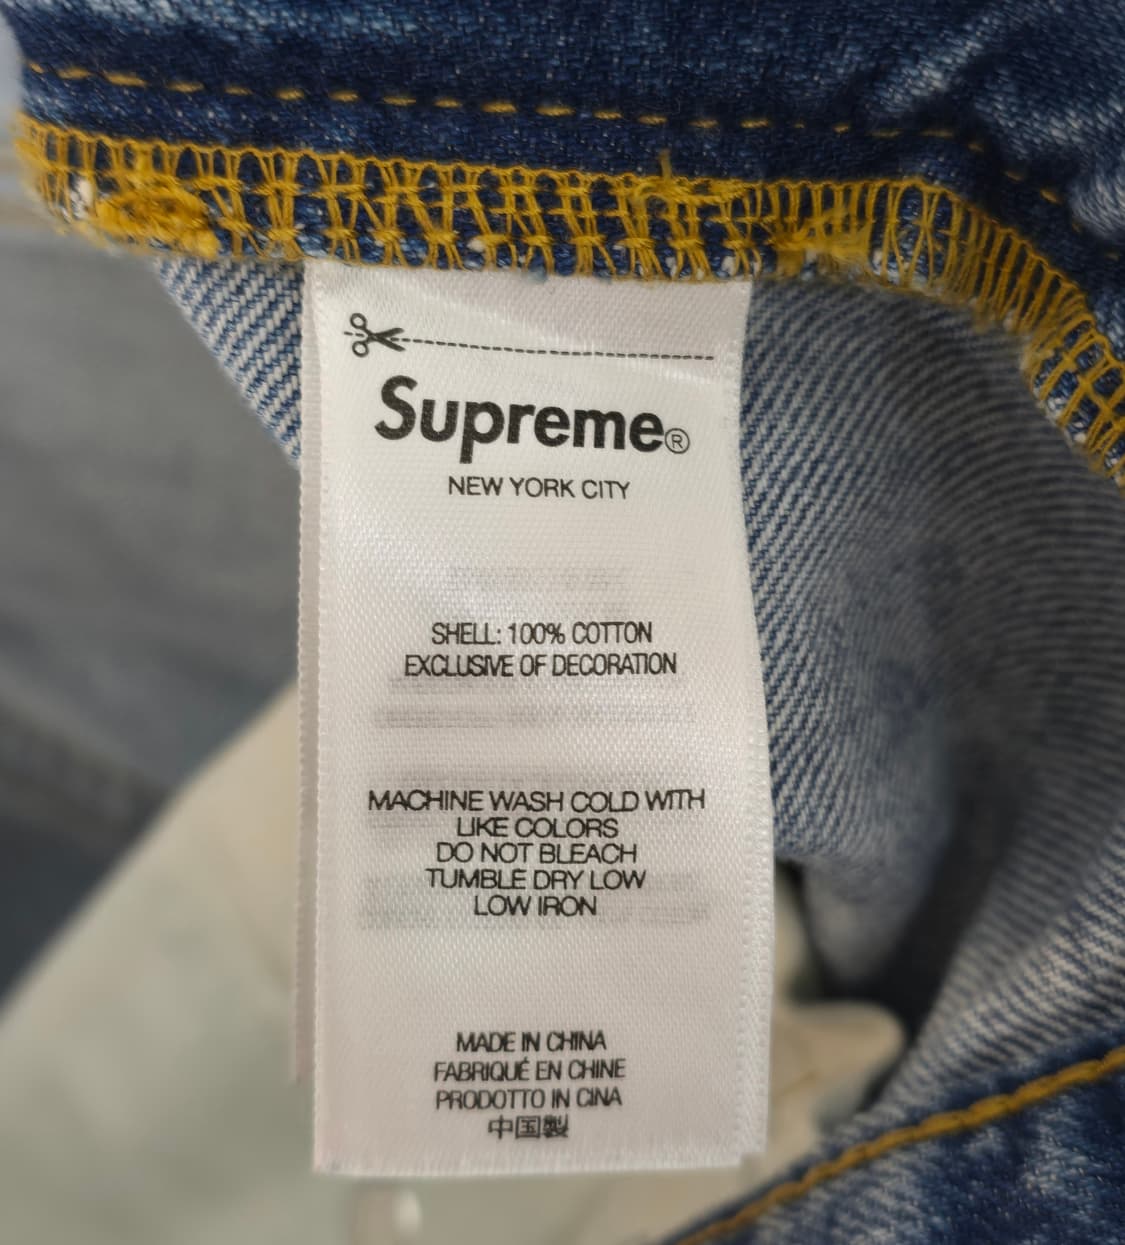 Supreme®
NEW YORK CITY
SHELL: 100% COTTON
EXCLUSIVE OF DECORATION
MACHINE WASH COLD WITH
LIKE COLORS
DO NOT BLEACH
TUMBLE DRY LOW
LOW IRON
MADE IN CHINA
FABRIQUÉ EN CHINE
PRODOTTO IN CINA
中国製